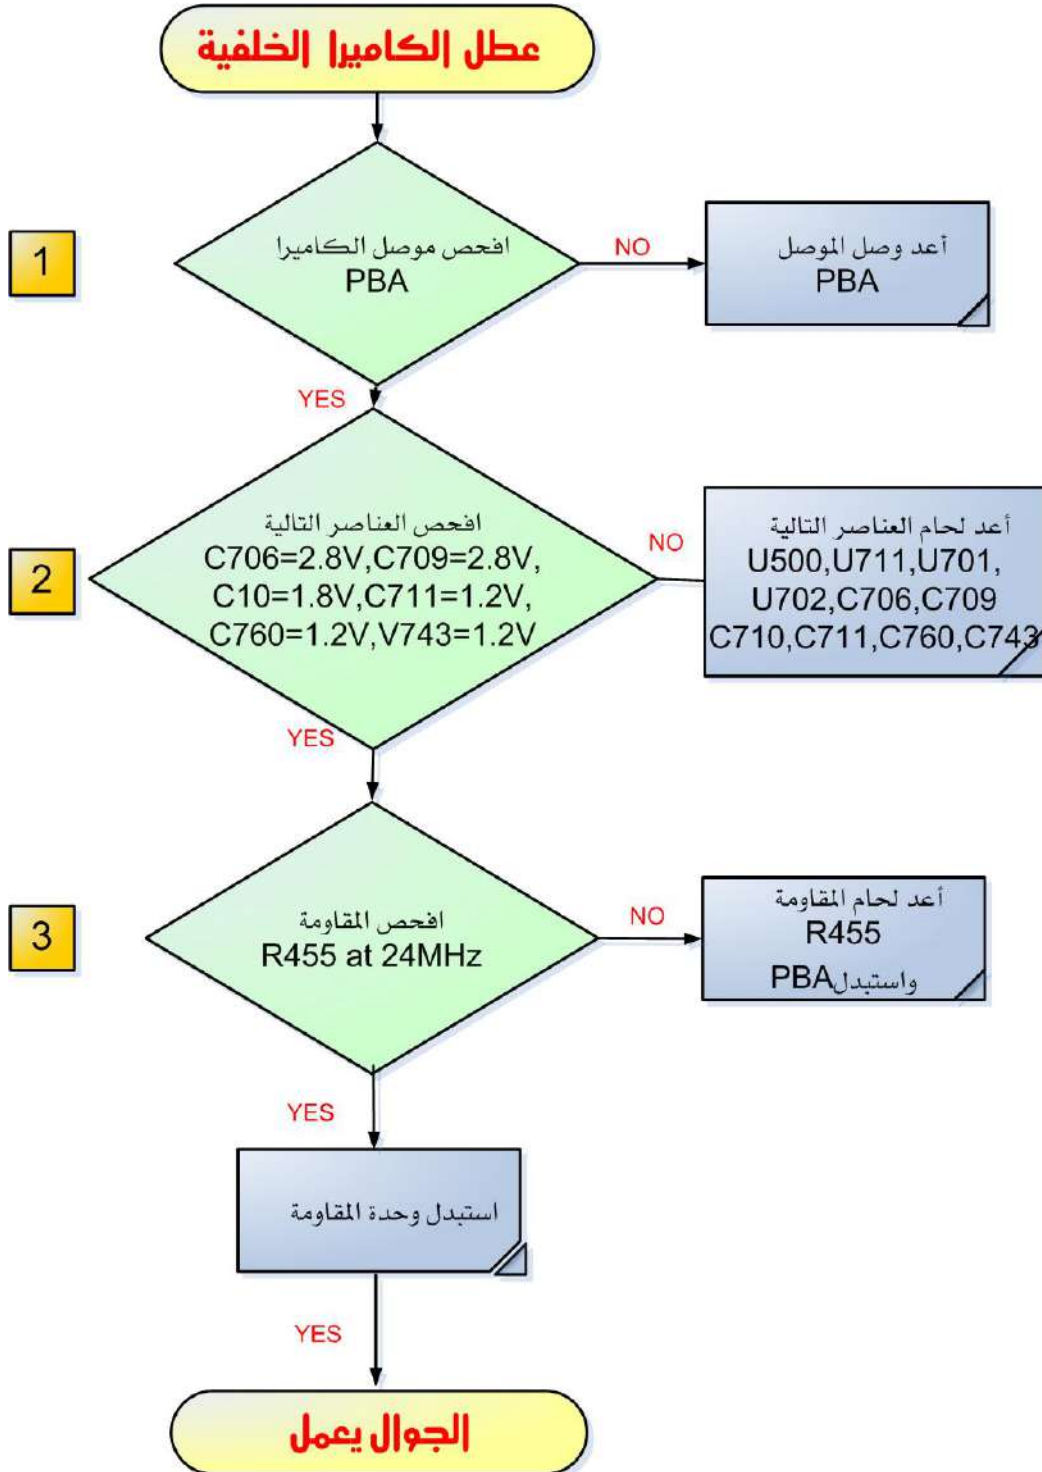 عطل الكاميرا الخلفية
1
افحص موصل الكاميرا
PBA
NO
أعد وصل الموصل
PBA
YES
2
افحص العناصر التالية
C706=2.8V,C709=2.8V,
C10=1.8V,C711=1.2V,
C760=1.2V,V743=1.2V
NO
أعد لحام العناصر التالية
U500,U711,U701,
U702,C706,C709
C710,C711,C760,C743
YES
3
افحص المقاومة
R455 at 24MHz
NO
أعد لحام المقاومة
R455
واستبدلPBA
YES
استبدل وحدة المقاومة
YES
الجوال يعمل